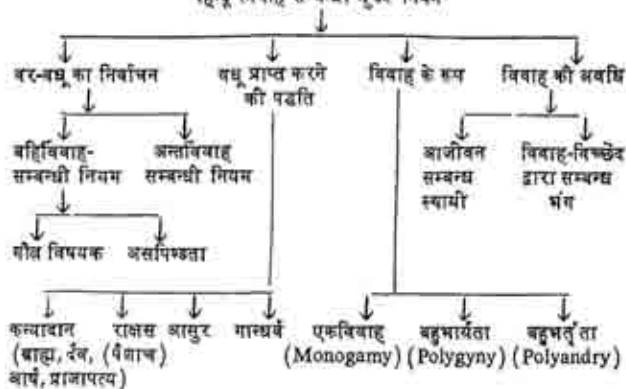 वर-वधू का निर्वाचन वधू प्राप्त करने विवाह के रूप विवाह की अवधि
की पद्धति
बहिर्विवाह- अन्तर्विवाह आजीवन विवाह-विच्छेद
सम्बन्धी नियम सम्बन्धी नियम सम्बन्ध द्वारा सम्बन्ध
स्थायी भंग
गोत्र विषयक असपिण्डता
कन्यादान राक्षस आसुर गान्धर्व एकविवाह बहुभार्यता बहुभर्तृता
(ब्राह्म, दैव, (पैशाच) (Monogamy) (Polygyny) (Polyandry)
आर्ष, प्राजापत्य)